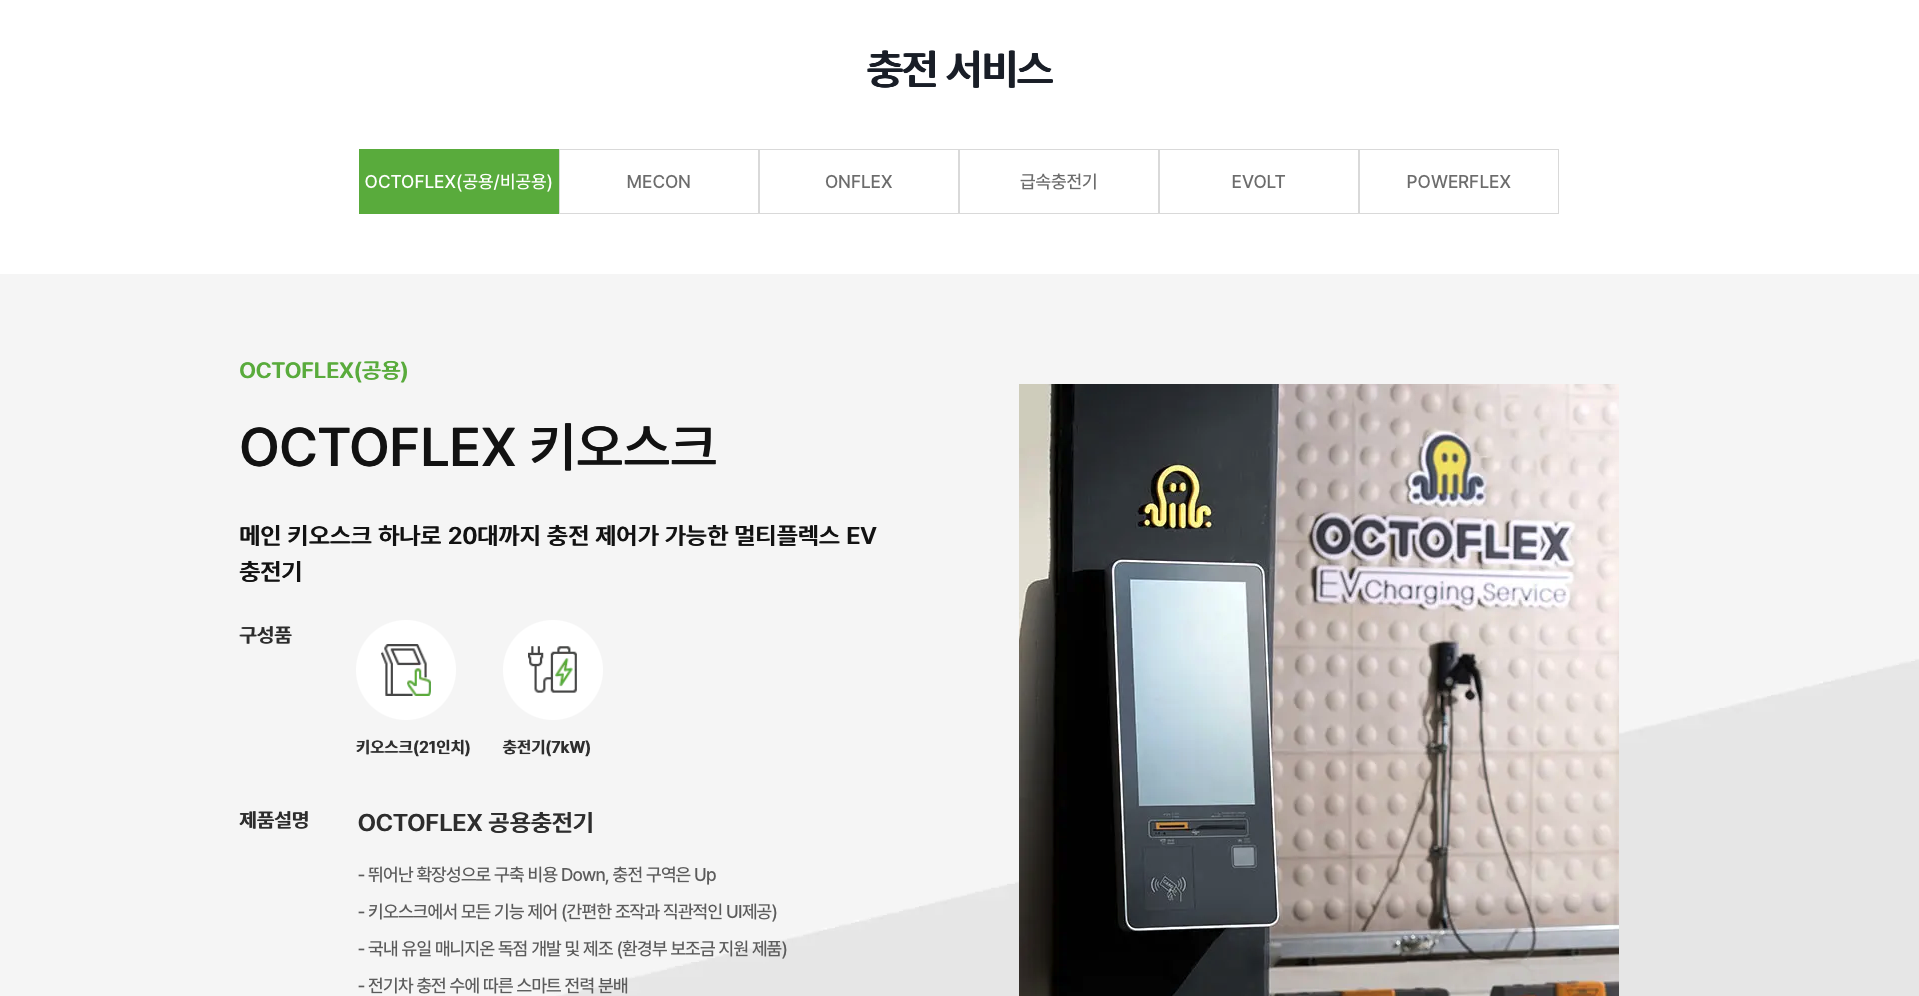 충전 서비스
OCTOFLEX(공용/비공용)
MECON
ONFLEX
급속충전기
EVOLT
POWERFLEX
OCTOFLEX(공용)
OCTOFLEX 키오스크
메인 키오스크 하나로 20대까지 충전 제어가 가능한 멀티플렉스 EV
충전기
구성품
키오스크(21인치)
충전기(7kW)
제품설명
OCTOFLEX 공용충전기
- 뛰어난 확장성으로 구축 비용 Down, 충전 구역은 Up
- 키오스크에서 모든 기능 제어 (간편한 조작과 직관적인 UI제공)
- 국내 유일 매니지온 독점 개발 및 제조 (환경부 보조금 지원 제품)
- 전기차 충전 수에 따른 스마트 전력 분배
OCTOFLEX
EV Charging Service